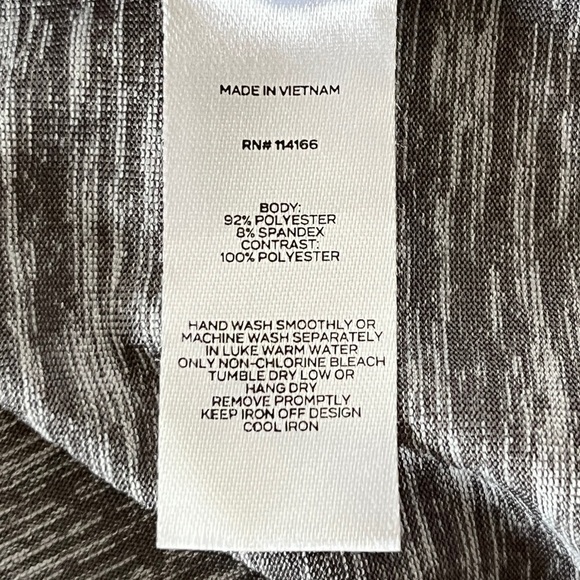 MADE IN VIETNAM
RN# 114166
BODY:
92% POLYESTER
8% SPANDEX
CONTRAST:
100% POLYESTER
HAND WASH SMOOTHLY OR
MACHINE WASH SEPARATELY
IN LUKE WARM WATER
ONLY NON-CHLORINE BLEACH
TUMBLE DRY LOW OR
HANG DRY
REMOVE PROMPTLY
KEEP IRON OFF DESIGN
COOL IRON